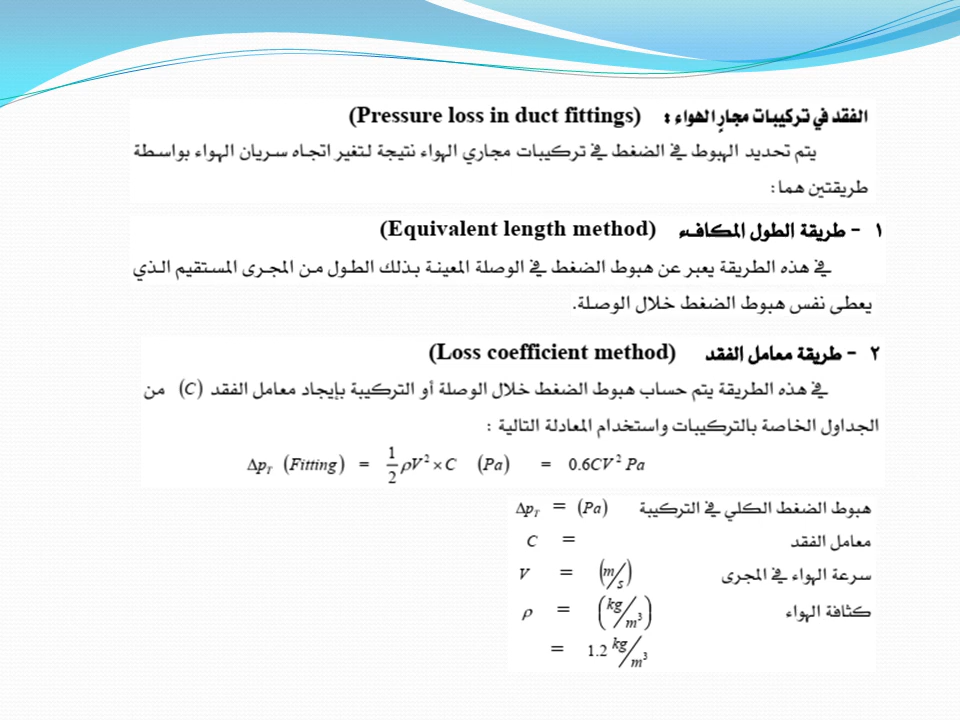 الفقد في تركيبات مجارٍ الهواء : (Pressure loss in duct fittings)
يتم تحديد الهبوط في الضغط في تركيبات مجاري الهواء نتيجة لتغير اتجاه سريان الهواء بواسطة
طريقتين هما:
١ - طريقة الطول المكافىء (Equivalent length method)
في هذه الطريقة يعبر عن هبوط الضغط في الوصلة المعينة بذلك الطول من المجرى المستقيم الذي
يعطى نفس هبوط الضغط خلال الوصلة.
٢ - طريقة معامل الفقد (Loss coefficient method)
في هذه الطريقة يتم حساب هبوط الضغط خلال الوصلة أو التركيبة بإيجاد معامل الفقد (C) من
الجداول الخاصة بالتركيبات واستخدام المعادلة التالية :
Δp_T (Fitting) = 1/2 ρV² × C (Pa) = 0.6CV² Pa
Δp_T = (Pa) هبوط الضغط الكلي في التركيبة
C = معامل الفقد
V = (m/s) سرعة الهواء في المجرى
ρ = (kg/m³) كثافة الهواء
= 1.2 kg/m³